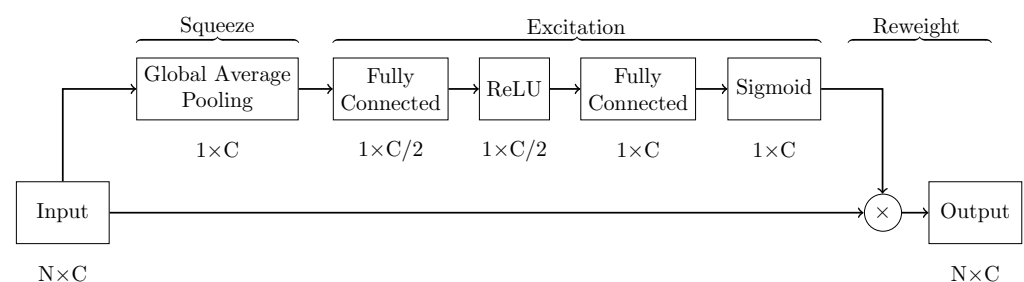 Squeeze
Excitation
Reweight
Global Average
Pooling
Fully
Connected
ReLU
Fully
Connected
Sigmoid
1×C
1×C/2
1×C/2
1×C
1×C
Input
×
Output
N×C
N×C